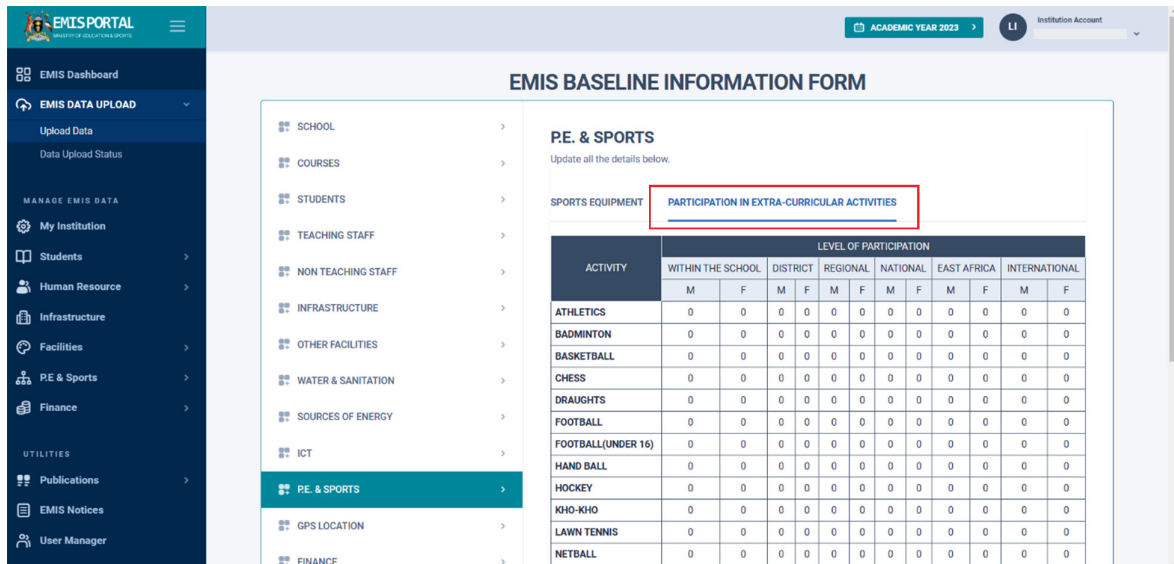 EMIS PORTAL
MINISTRY OF EDUCATION & SPORTS
ACADEMIC YEAR 2023
LI
Institution Account
EMIS Dashboard
EMIS DATA UPLOAD
Upload Data
Data Upload Status
MANAGE EMIS DATA
My Institution
Students
Human Resource
Infrastructure
Facilities
P.E & Sports
Finance
UTILITIES
Publications
EMIS Notices
User Manager
EMIS BASELINE INFORMATION FORM
SCHOOL
COURSES
STUDENTS
TEACHING STAFF
NON TEACHING STAFF
INFRASTRUCTURE
OTHER FACILITIES
WATER & SANITATION
SOURCES OF ENERGY
ICT
P.E. & SPORTS
GPS LOCATION
FINANCE
P.E. & SPORTS
Update all the details below.
SPORTS EQUIPMENT PARTICIPATION IN EXTRA-CURRICULAR ACTIVITIES
LEVEL OF PARTICIPATION
ACTIVITY WITHIN THE SCHOOL DISTRICT REGIONAL NATIONAL EAST AFRICA INTERNATIONAL
M F M F M F M F M F M F
ATHLETICS 0 0 0 0 0 0 0 0 0 0 0 0
BADMINTON 0 0 0 0 0 0 0 0 0 0 0 0
BASKETBALL 0 0 0 0 0 0 0 0 0 0 0 0
CHESS 0 0 0 0 0 0 0 0 0 0 0 0
DRAUGHTS 0 0 0 0 0 0 0 0 0 0 0 0
FOOTBALL 0 0 0 0 0 0 0 0 0 0 0 0
FOOTBALL(UNDER 16) 0 0 0 0 0 0 0 0 0 0 0 0
HAND BALL 0 0 0 0 0 0 0 0 0 0 0 0
HOCKEY 0 0 0 0 0 0 0 0 0 0 0 0
KHO-KHO 0 0 0 0 0 0 0 0 0 0 0 0
LAWN TENNIS 0 0 0 0 0 0 0 0 0 0 0 0
NETBALL 0 0 0 0 0 0 0 0 0 0 0 0